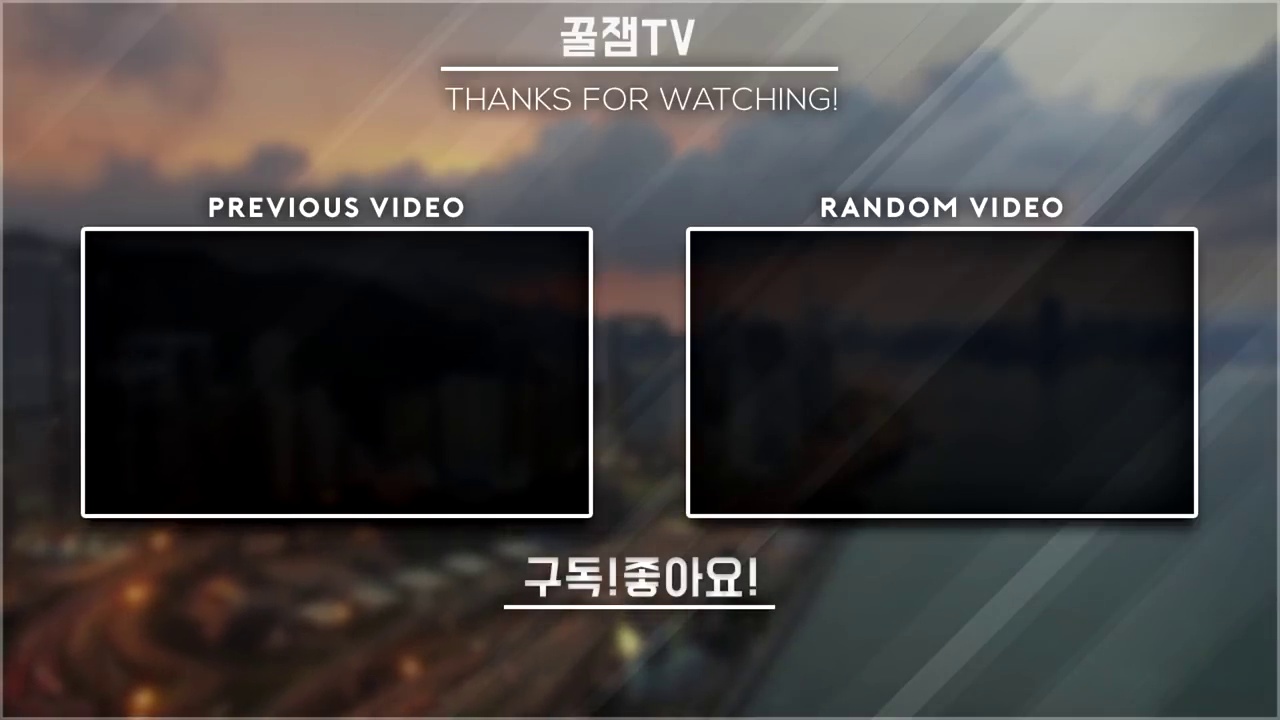 꿀잼TV
THANKS FOR WATCHING!
PREVIOUS VIDEO
RANDOM VIDEO
구독!좋아요!